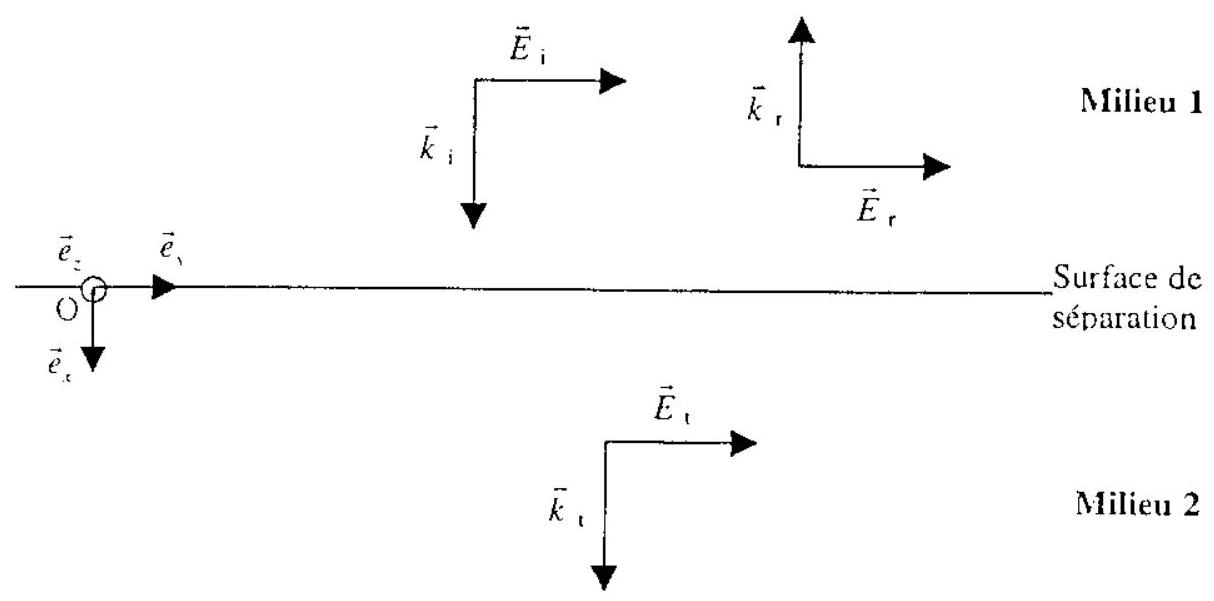 E⃗ i
k⃗ r
Milieu 1
k⃗ i
E⃗ r
e⃗ z
e⃗ y
O
Surface de
séparation
e⃗ x
E⃗ t
k⃗ t
Milieu 2